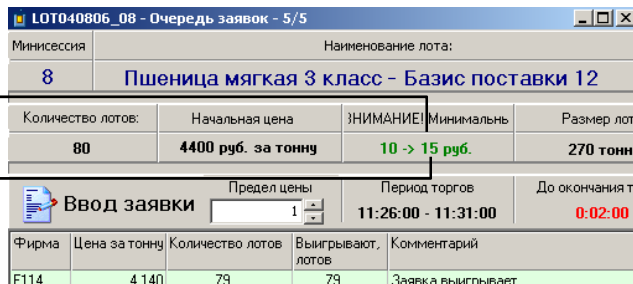 LOT040806_08 - Очередь заявок - 5/5
Минисессия Наименование лота:
8 Пшеница мягкая 3 класс - Базис поставки 12
Количество лотов: Начальная цена ЗНИМАНИЕ! Минимальнь Размер лот
80 4400 руб. за тонну 10 -> 15 руб. 270 тонн
Предел цены Период торгов До окончания т
Ввод заявки 1 11:26:00 - 11:31:00 0:02:00
Фирма Цена за тонну Количество лотов Выигрывают, Комментарий
лотов
F114 4 140 79 79 Заявка выигрывает